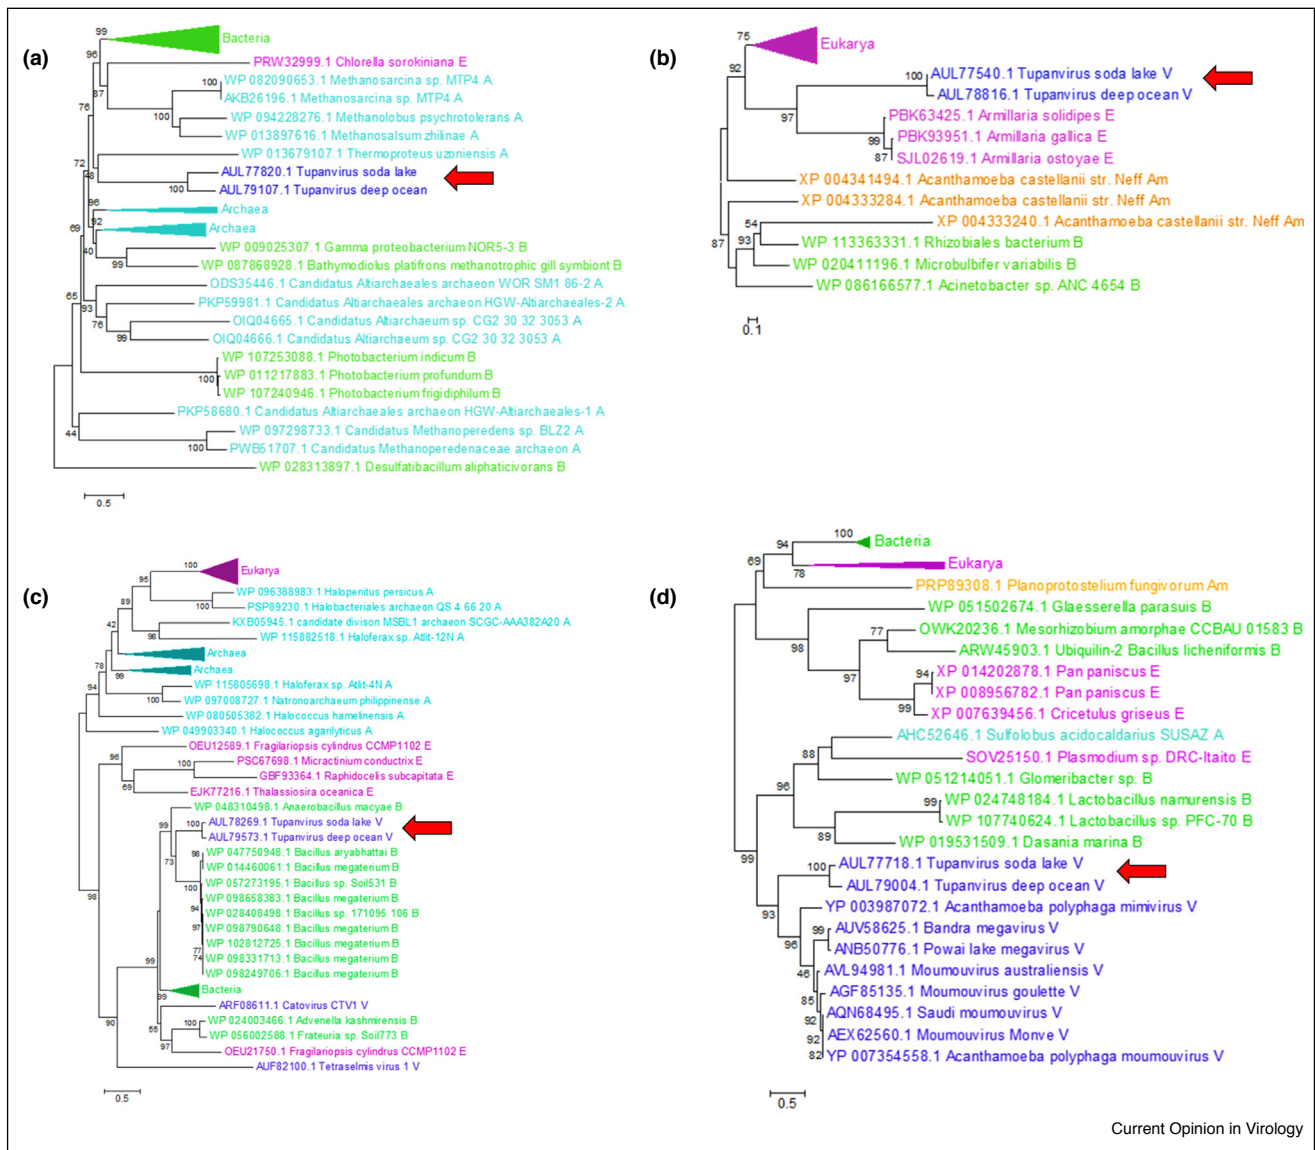 (a)
99
Bacteria
96
PRW32999.1 Chlorella sorokiniana E
87
100
WP 082090653.1 Methanosarcina sp. MTP4 A
AKB26196.1 Methanosarcina sp. MTP4 A
76
WP 094228276.1 Methanolobus psychrotolerans A
100
WP 013897616.1 Methanosalsum zhilinae A
72
WP 013679107.1 Thermoproteus uzoniensis A
48
AUL77820.1 Tupanvirus soda lake
100
AUL79107.1 Tupanvirus deep ocean
96
Archaea
92
Archaea
69
40
WP 009025307.1 Gamma proteobacterium NOR5-3 B
99
WP 087868928.1 Bathymodiolus platifrons methanotrophic gill symbiont B
ODS35446.1 Candidatus Altiarchaeales archaeon WOR SM1 86-2 A
65
93
PKP59981.1 Candidatus Altiarchaeales archaeon HGW-Altiarchaeales-2 A
76
OIQ04665.1 Candidatus Altiarchaeum sp. CG2 30 32 3053 A
99
OIQ04666.1 Candidatus Altiarchaeum sp. CG2 30 32 3053 A
WP 107253088.1 Photobacterium indicum B
100
WP 011217883.1 Photobacterium profundum B
WP 107240946.1 Photobacterium frigidiphilum B
PKP58680.1 Candidatus Altiarchaeales archaeon HGW-Altiarchaeales-1 A
44
WP 097298733.1 Candidatus Methanoperedens sp. BLZ2 A
100
PWB51707.1 Candidatus Methanoperedenaceae archaeon A
WP 028313897.1 Desulfatibacillum aliphaticivorans B
0.5
(b)
75
Eukarya
92
100
AUL77540.1 Tupanvirus soda lake V
AUL78816.1 Tupanvirus deep ocean V
97
PBK63425.1 Armillaria solidipes E
99
PBK93951.1 Armillaria gallica E
87
SJL02619.1 Armillaria ostoyae E
XP 004341494.1 Acanthamoeba castellanii str. Neff Am
XP 004333284.1 Acanthamoeba castellanii str. Neff Am
54
XP 004333240.1 Acanthamoeba castellanii str. Neff Am
87
93
WP 113363331.1 Rhizobiales bacterium B
WP 020411196.1 Microbulbifer variabilis B
WP 086166577.1 Acinetobacter sp. ANC 4654 B
0.1
(c)
100
Eukarya
95
WP 096388983.1 Halopenitus persicus A
100
PSP89230.1 Halobacteriales archaeon QS 4 66 20 A
89
KXB05945.1 candidate divison MSBL1 archaeon SCGC-AAA382A20 A
98
WP 115882518.1 Haloferax sp. Atlit-12N A
42
Archaea
78
99
Archaea
94
WP 115805698.1 Haloferax sp. Atlit-4N A
100
WP 097008727.1 Natronoarchaeum philippinense A
WP 080505382.1 Halococcus hamelinensis A
WP 049903340.1 Halococcus agarilyticus A
OEU12589.1 Fragilariopsis cylindrus CCMP1102 E
96
100
PSC67698.1 Micractinium conductrix E
GBF93364.1 Raphidocelis subcapitata E
69
EJK77216.1 Thalassiosira oceanica E
WP 048310498.1 Anaerobacillus macyae B
99
100
AUL78269.1 Tupanvirus soda lake V
AUL79573.1 Tupanvirus deep ocean V
73
98
WP 047750948.1 Bacillus aryabhattai B
WP 014460061.1 Bacillus megaterium B
100
WP 057273195.1 Bacillus sp. Soil531 B
98
WP 098658383.1 Bacillus megaterium B
94
WP 028408498.1 Bacillus sp. 171095 106 B
97
WP 098790648.1 Bacillus megaterium B
WP 102812725.1 Bacillus megaterium B
77
99
74
WP 098331713.1 Bacillus megaterium B
WP 098249706.1 Bacillus megaterium B
99
Bacteria
ARF08611.1 Catovirus CTV1 V
90
55
100
WP 024003466.1 Advenella kashmirensis B
WP 056002588.1 Frateuria sp. Soil773 B
97
OEU21750.1 Fragilariopsis cylindrus CCMP1102 E
AUF82100.1 Tetraselmis virus 1 V
0.5
(d)
100
Bacteria
94
69
78
Eukarya
PRP89308.1 Planoprotostelium fungivorum Am
WP 051502674.1 Glaesserella parasuis B
98
77
OWK20236.1 Mesorhizobium amorphae CCBAU 01583 B
ARW45903.1 Ubiquilin-2 Bacillus licheniformis B
97
94
XP 014202878.1 Pan paniscus E
XP 008956782.1 Pan paniscus E
99
XP 007639456.1 Cricetulus griseus E
AHC52646.1 Sulfolobus acidocaldarius SUSAZ A
88
SOV25150.1 Plasmodium sp. DRC-Itaito E
96
WP 051214051.1 Glomeribacter sp. B
99
WP 024748184.1 Lactobacillus namurensis B
WP 107740624.1 Lactobacillus sp. PFC-70 B
89
WP 019531509.1 Dasania marina B
99
100
AUL77718.1 Tupanvirus soda lake V
AUL79004.1 Tupanvirus deep ocean V
93
YP 003987072.1 Acanthamoeba polyphaga mimivirus V
99
AUV58625.1 Bandra megavirus V
96
ANB50776.1 Powai lake megavirus V
46
AVL94981.1 Moumouvirus australiensis V
85
AGF85135.1 Moumouvirus goulette V
92
AQN68495.1 Saudi moumouvirus V
92
AEX62560.1 Moumouvirus Monve V
82
YP 007354558.1 Acanthamoeba polyphaga moumouvirus V
0.5
Current Opinion in Virology